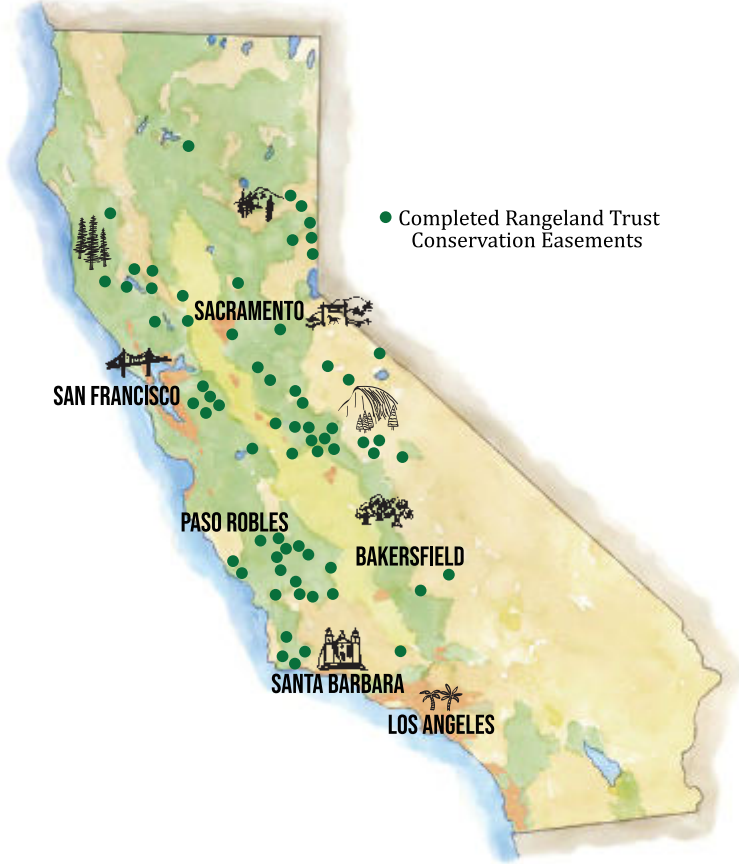 Completed Rangeland Trust
Conservation Easements
SACRAMENTO
SAN FRANCISCO
PASO ROBLES
BAKERSFIELD
SANTA BARBARA
LOS ANGELES